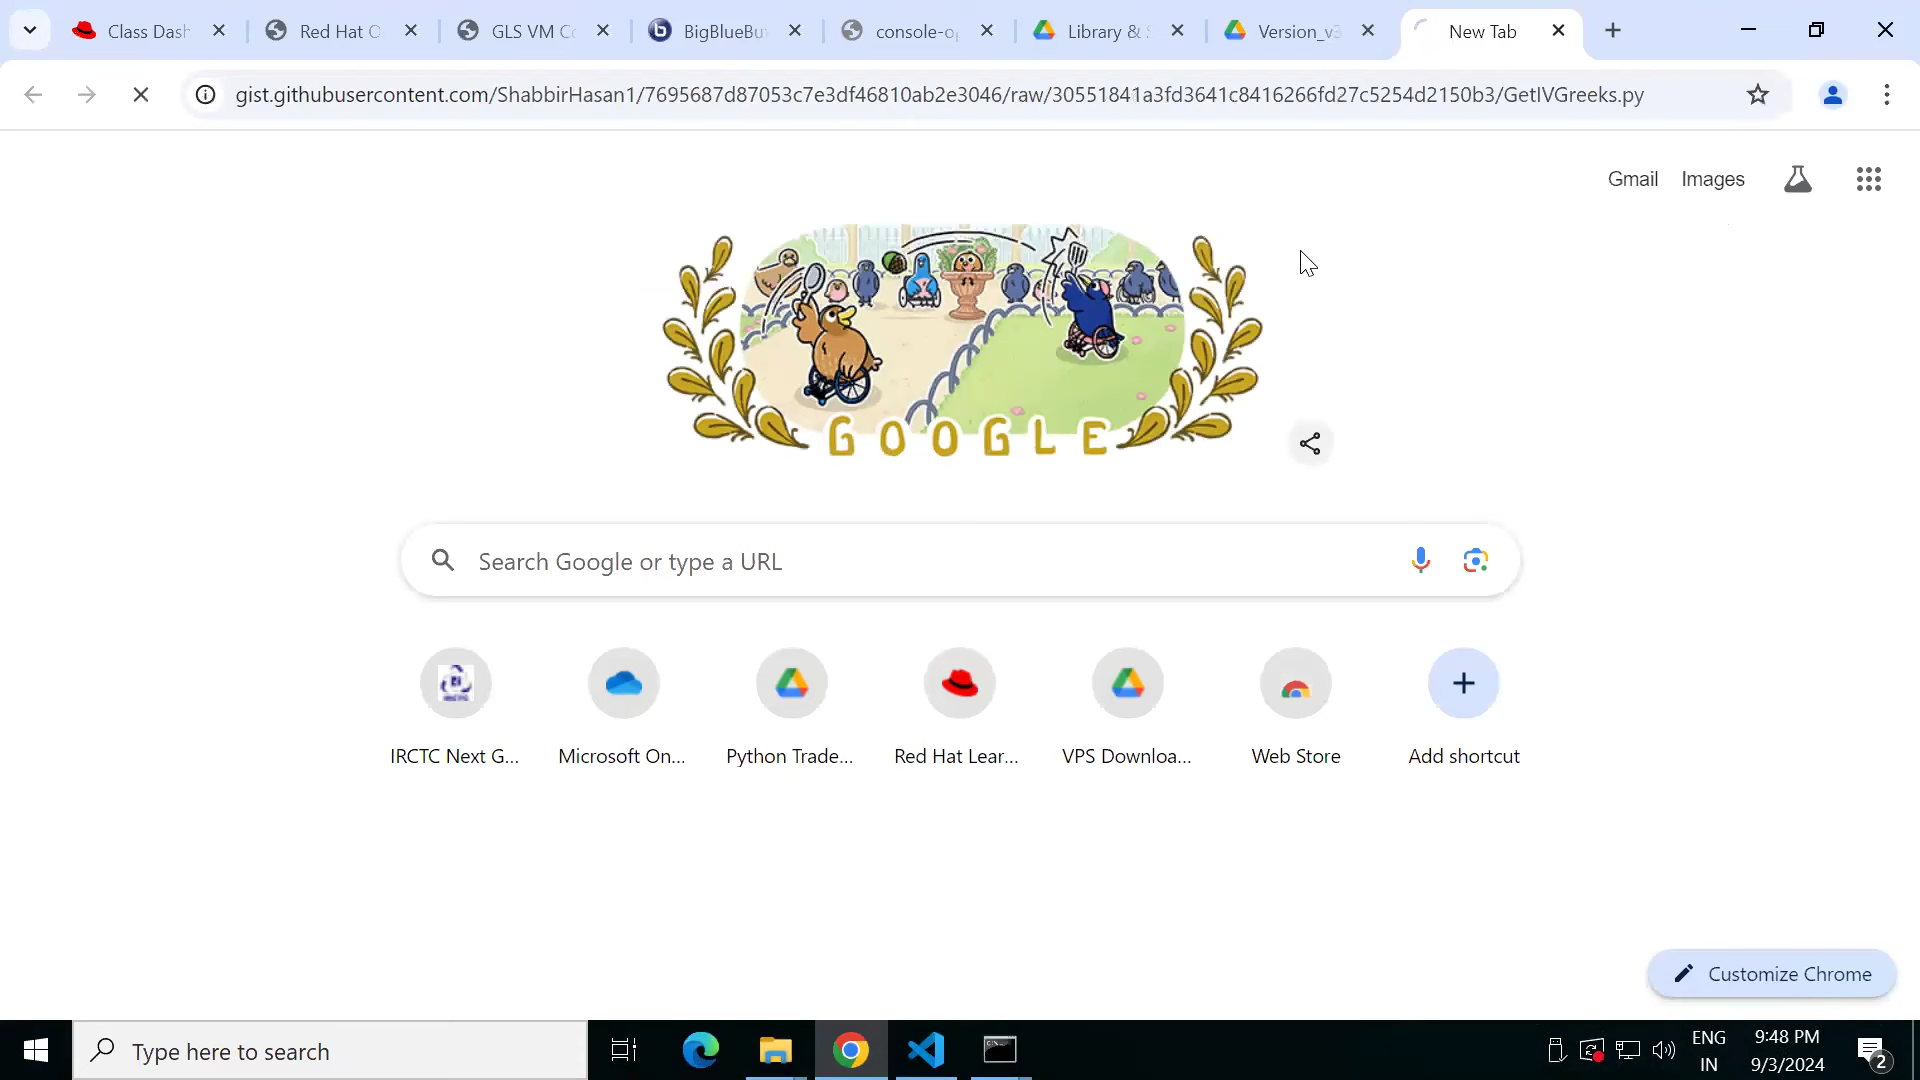 Class Dash
Red Hat O
GLS VM Co
BigBlueBu
console-op
Library & S
Version_v3
New Tab
gist.githubusercontent.com/ShabbirHasan1/7695687d87053c7e3df46810ab2e3046/raw/30551841a3fd3641c8416266fd27c5254d2150b3/GetIVGreeks.py
Gmail Images
GOOGLE
Search Google or type a URL
IRCTC Next G...
Microsoft On...
Python Trade...
Red Hat Lear...
VPS Downloa...
Web Store
Add shortcut
Customize Chrome
Type here to search
ENG
IN
9:48 PM
9/3/2024
2